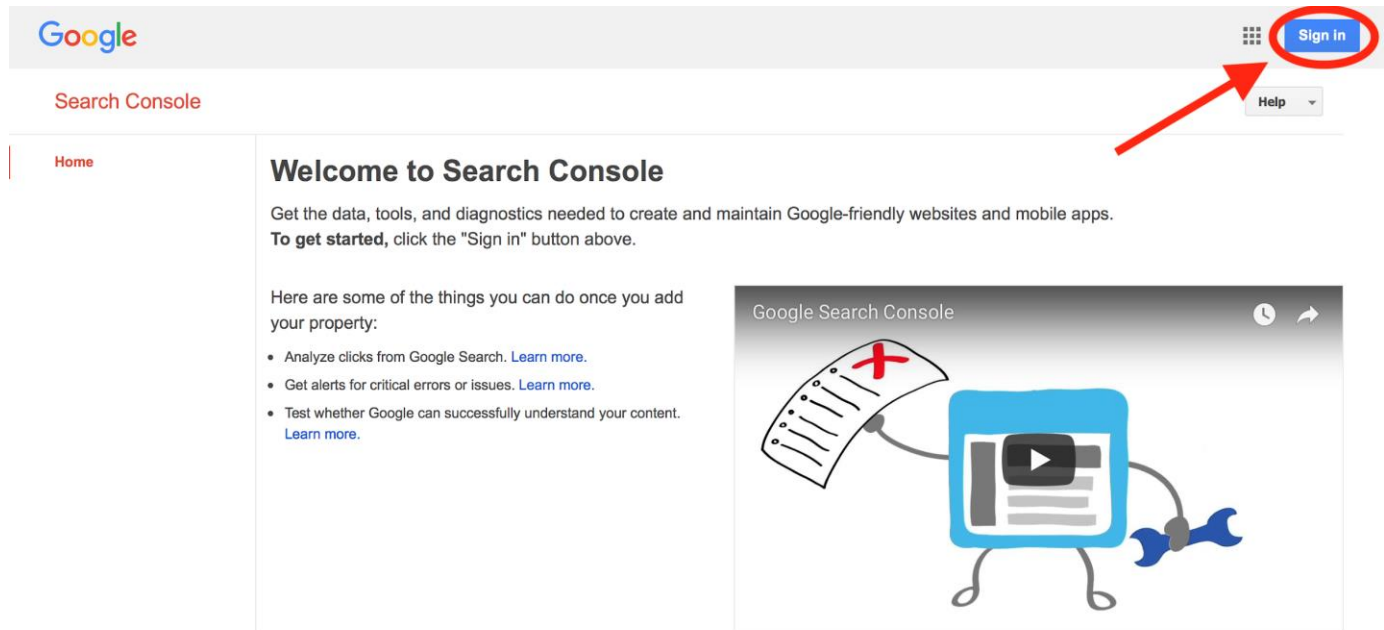 Google
Sign in
Search Console
Help
Home
Welcome to Search Console
Get the data, tools, and diagnostics needed to create and maintain Google-friendly websites and mobile apps.
To get started, click the "Sign in" button above.
Here are some of the things you can do once you add
your property:
• Analyze clicks from Google Search. Learn more.
• Get alerts for critical errors or issues. Learn more.
• Test whether Google can successfully understand your content.
Learn more.
Google Search Console